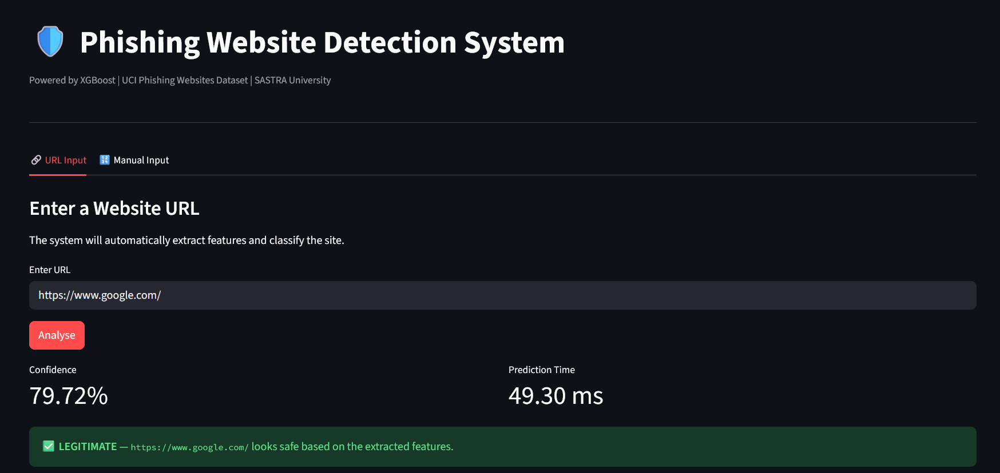 Phishing Website Detection System
Powered by XGBoost | UCI Phishing Websites Dataset | SASTRA University
URL Input
Manual Input
Enter a Website URL
The system will automatically extract features and classify the site.
Enter URL
https://www.google.com/
Analyse
Confidence
79.72%
Prediction Time
49.30 ms
LEGITIMATE — https://www.google.com/ looks safe based on the extracted features.